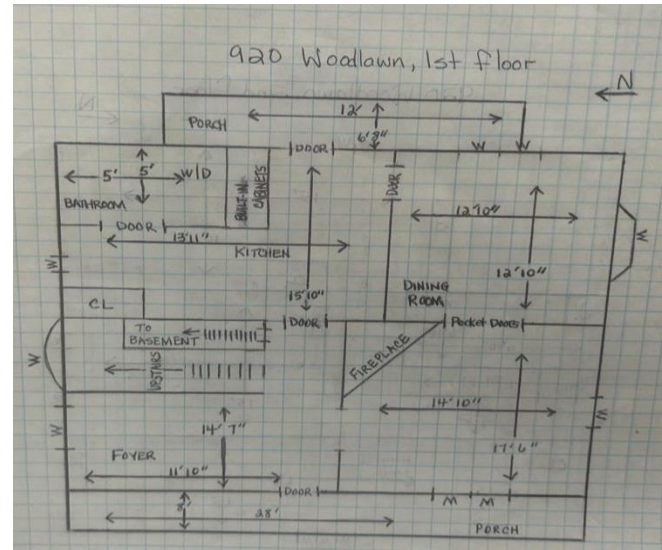 920 Woodlawn, 1st floor
N
12'
PORCH
6'8"
DOOR
W W
5' 5' W/D
BUILT-IN CABINETS
DOOR
BATHROOM
12'10"
DOOR
13'11"
W
KITCHEN
W
12'10"
DINING ROOM
15'10"
CL
TO BASEMENT
DOOR
Pocket Doors
FIREPLACE
W
UPSTAIRS
14'10"
W
14'7"
W
17'6"
FOYER
11'10"
DOOR
W W
28'
PORCH